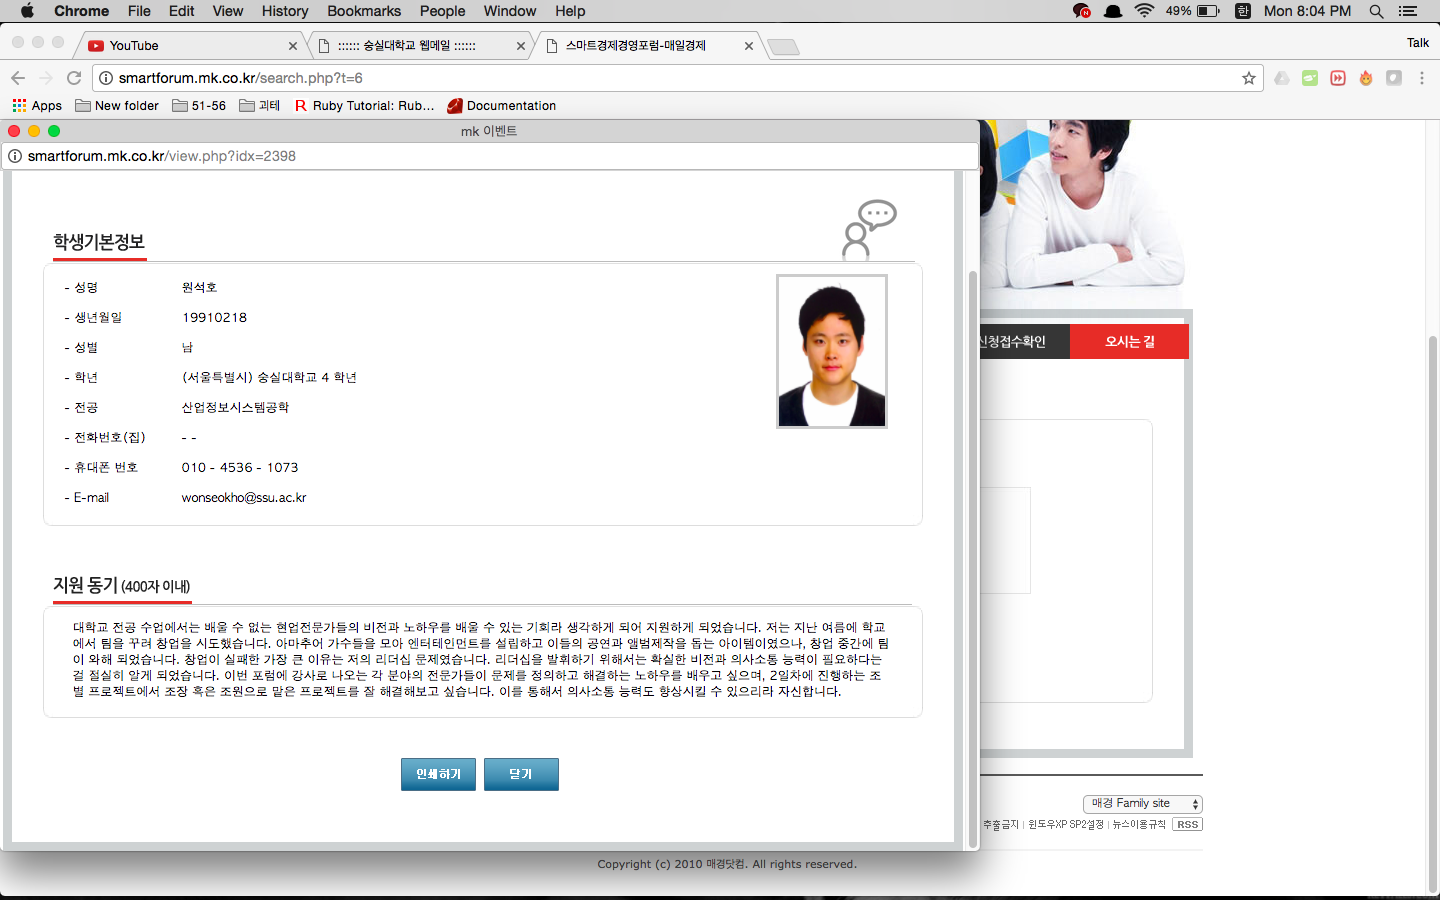 Chrome File Edit View History Bookmarks People Window Help 49% 한 Mon 8:04 PM
YouTube :::::: 숭실대학교 웹메일 :::::: 스마트경제경영포럼-매일경제 Talk
smartforum.mk.co.kr/search.php?t=6
Apps New folder 51-56 괴테 Ruby Tutorial: Rub... Documentation
mk 이벤트
smartforum.mk.co.kr/view.php?idx=2398
학생기본정보
- 성명 원석호
- 생년월일 19910218
- 성별 남
- 학년 (서울특별시) 숭실대학교 4 학년
- 전공 산업정보시스템공학
- 전화번호(집) - -
- 휴대폰 번호 010 - 4536 - 1073
- E-mail wonseokho@ssu.ac.kr
신청접수확인 오시는 길
지원 동기 (400자 이내)
대학교 전공 수업에서는 배울 수 없는 현업전문가들의 비전과 노하우를 배울 수 있는 기회라 생각하게 되어 지원하게 되었습니다. 저는 지난 여름에 학교
에서 팀을 꾸려 창업을 시도했습니다. 아마추어 가수들을 모아 엔터테인먼트를 설립하고 이들의 공연과 앨범제작을 돕는 아이템이였으나, 창업 중간에 팀
이 와해 되었습니다. 창업이 실패한 가장 큰 이유는 저의 리더십 문제였습니다. 리더십을 발휘하기 위해서는 확실한 비전과 의사소통 능력이 필요하다는
걸 절실히 알게 되었습니다. 이번 포럼에 강사로 나오는 각 분야의 전문가들이 문제를 정의하고 해결하는 노하우를 배우고 싶으며, 2일차에 진행하는 조
별 프로젝트에서 조장 혹은 조원으로 맡은 프로젝트를 잘 해결해보고 싶습니다. 이를 통해서 의사소통 능력도 향상시킬 수 있으리라 자신합니다.
인쇄하기 닫기
매경 Family site
추출금지 | 윈도우XP SP2설정 | 뉴스이용규칙 RSS
Copyright (c) 2010 매경닷컴. All rights reserved.